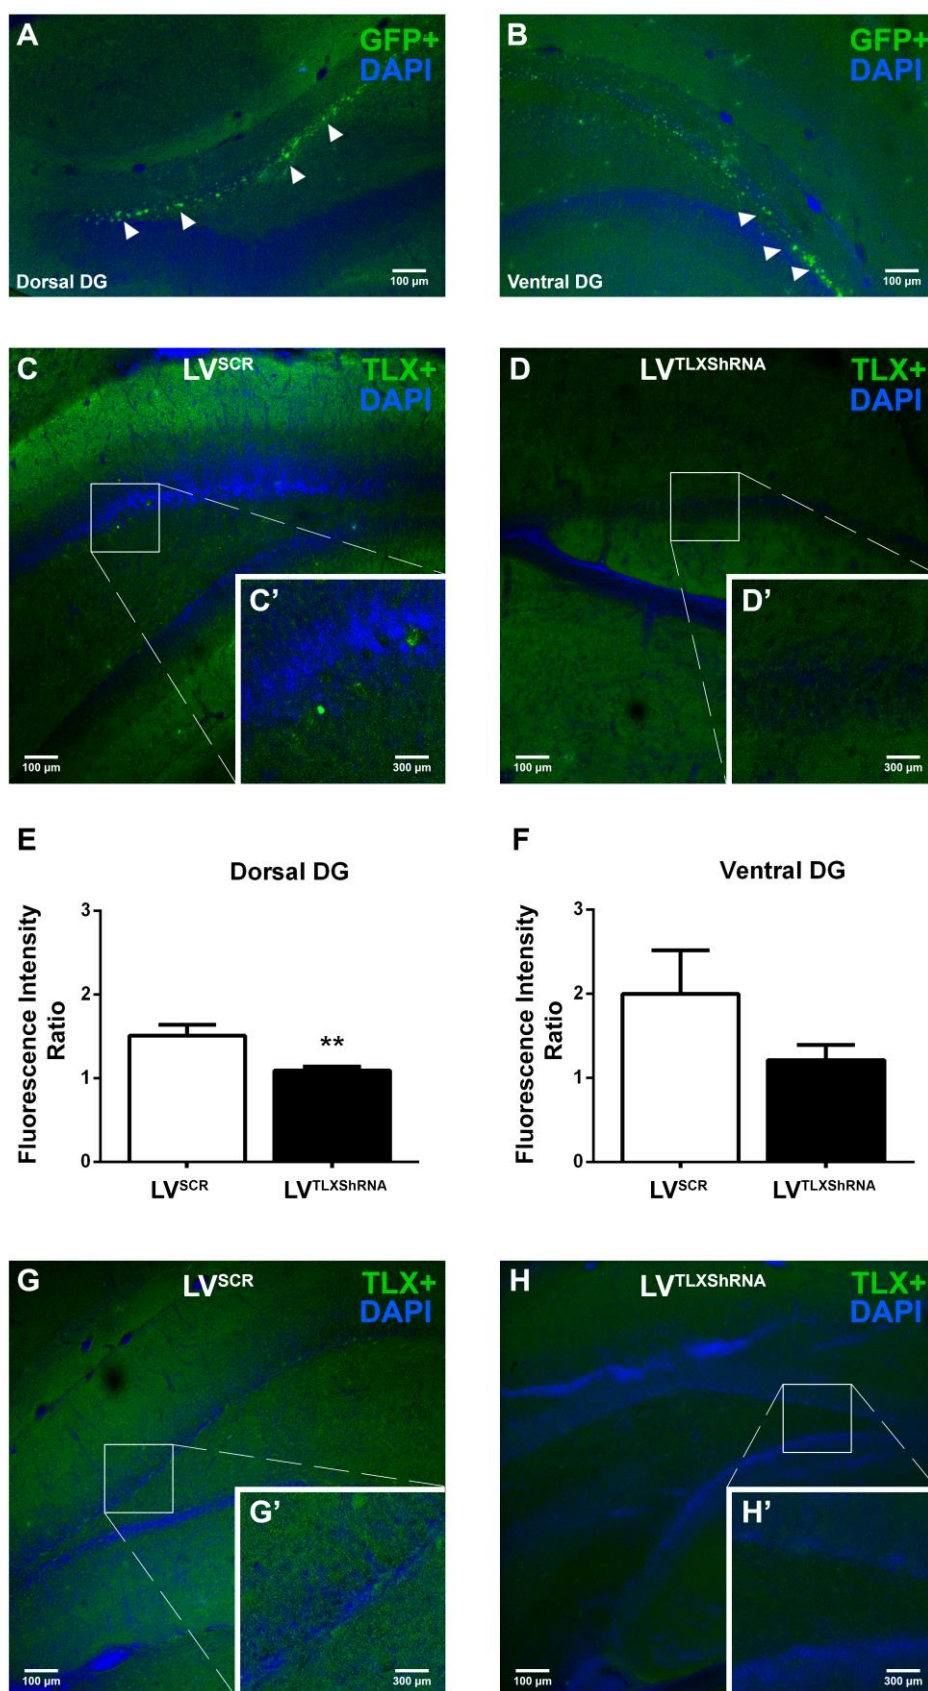 A
GFP+
DAPI
Dorsal DG
100 µm
B
GFP+
DAPI
Ventral DG
100 µm
C
LVSCR
TLX+
DAPI
C’
100 µm
300 µm
D
LVTLXShRNA
TLX+
DAPI
D’
100 µm
300 µm
E
Dorsal DG
Fluorescence Intensity
Ratio
3
2
1
0
**
LVSCR
LVTLXShRNA
F
Ventral DG
Fluorescence Intensity
Ratio
3
2
1
0
LVSCR
LVTLXShRNA
G
LVSCR
TLX+
DAPI
G’
100 µm
300 µm
H
LVTLXShRNA
TLX+
DAPI
H’
100 µm
300 µm